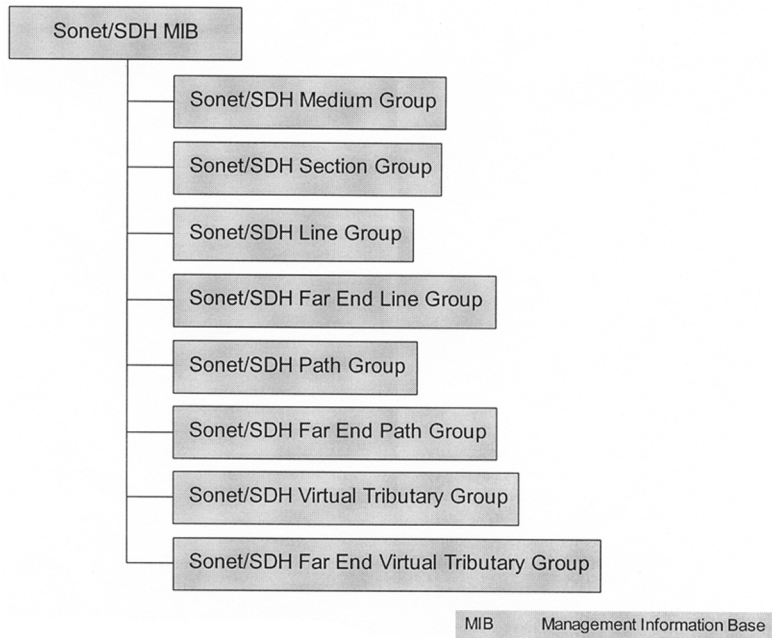 Sonet/SDH MIB
Sonet/SDH Medium Group
Sonet/SDH Section Group
Sonet/SDH Line Group
Sonet/SDH Far End Line Group
Sonet/SDH Path Group
Sonet/SDH Far End Path Group
Sonet/SDH Virtual Tributary Group
Sonet/SDH Far End Virtual Tributary Group
MIB Management Information Base